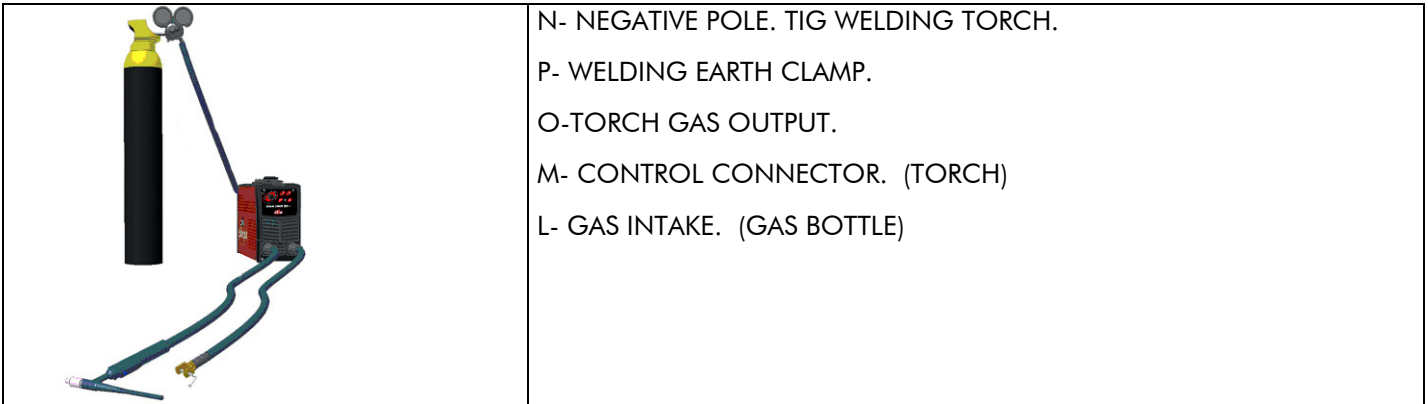 N- NEGATIVE POLE. TIG WELDING TORCH.
P- WELDING EARTH CLAMP.
O-TORCH GAS OUTPUT.
M- CONTROL CONNECTOR.  (TORCH)
L- GAS INTAKE.  (GAS BOTTLE)